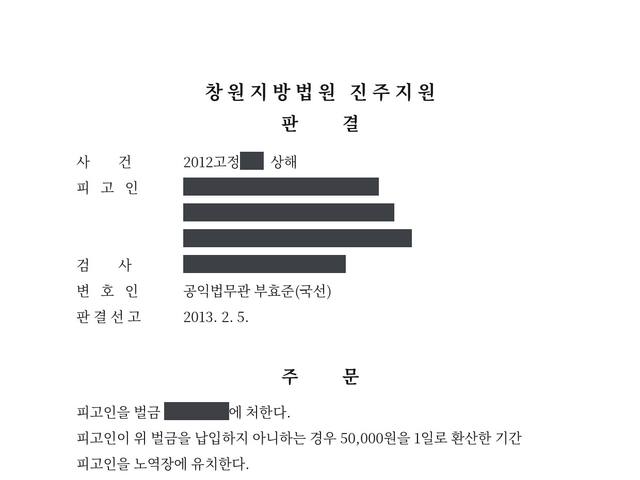 창원지방법원 진주지원
판 결
사 건 2012고정 상해
피 고 인
검 사
변 호 인 공익법무관 부효준(국선)
판결선고 2013. 2. 5.
주 문
피고인을 벌금 에 처한다.
피고인이 위 벌금을 납입하지 아니하는 경우 50,000원을 1일로 환산한 기간
피고인을 노역장에 유치한다.